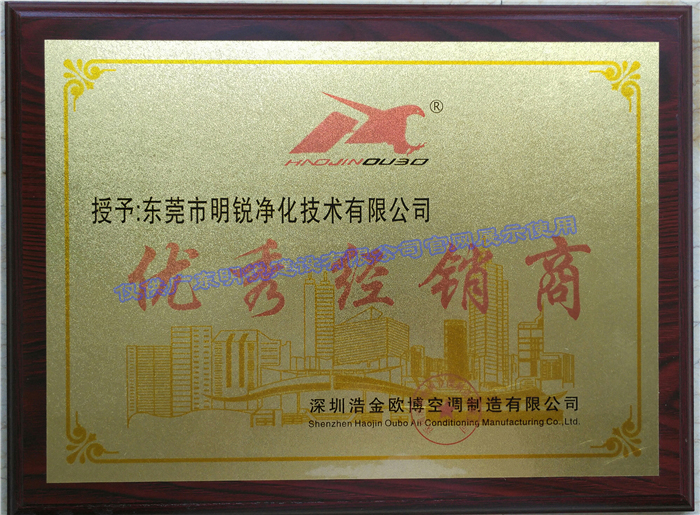 ®
HAOJINOUBO
授予:东莞市明锐净化技术有限公司
优秀经销商
深圳浩金欧博空调制造有限公司
Shenzhen Haojin Oubo Air Conditioning Manufacturing Co.,Ltd.